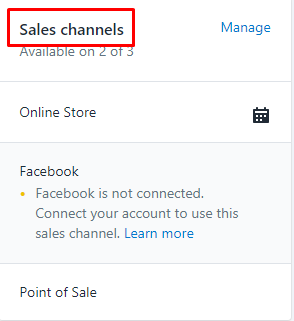 Sales channels
Manage
Available on 2 of 3
Online Store
Facebook
• Facebook is not connected.
Connect your account to use this
sales channel. Learn more
Point of Sale